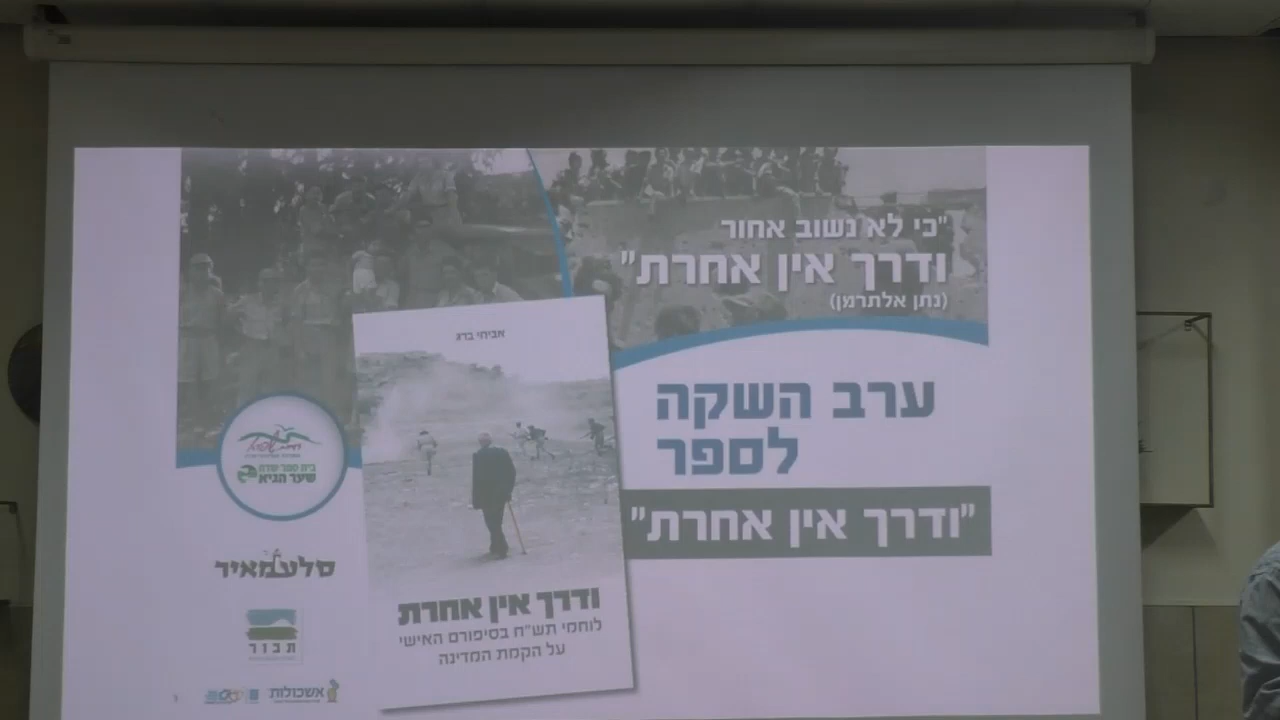 "כי לא נשוב אחור
ודרך אין אחרת"
(נתן אלתרמן)
ערב השקה
לספר
"ודרך אין אחרת"
אביחי ברג
ודרך אין אחרת
לוחמי תש"ח בסיפורם האישי
על הקמת המדינה
בית ספר שדה
שער הגיא
סלעמאיר
תבור
אשכולות